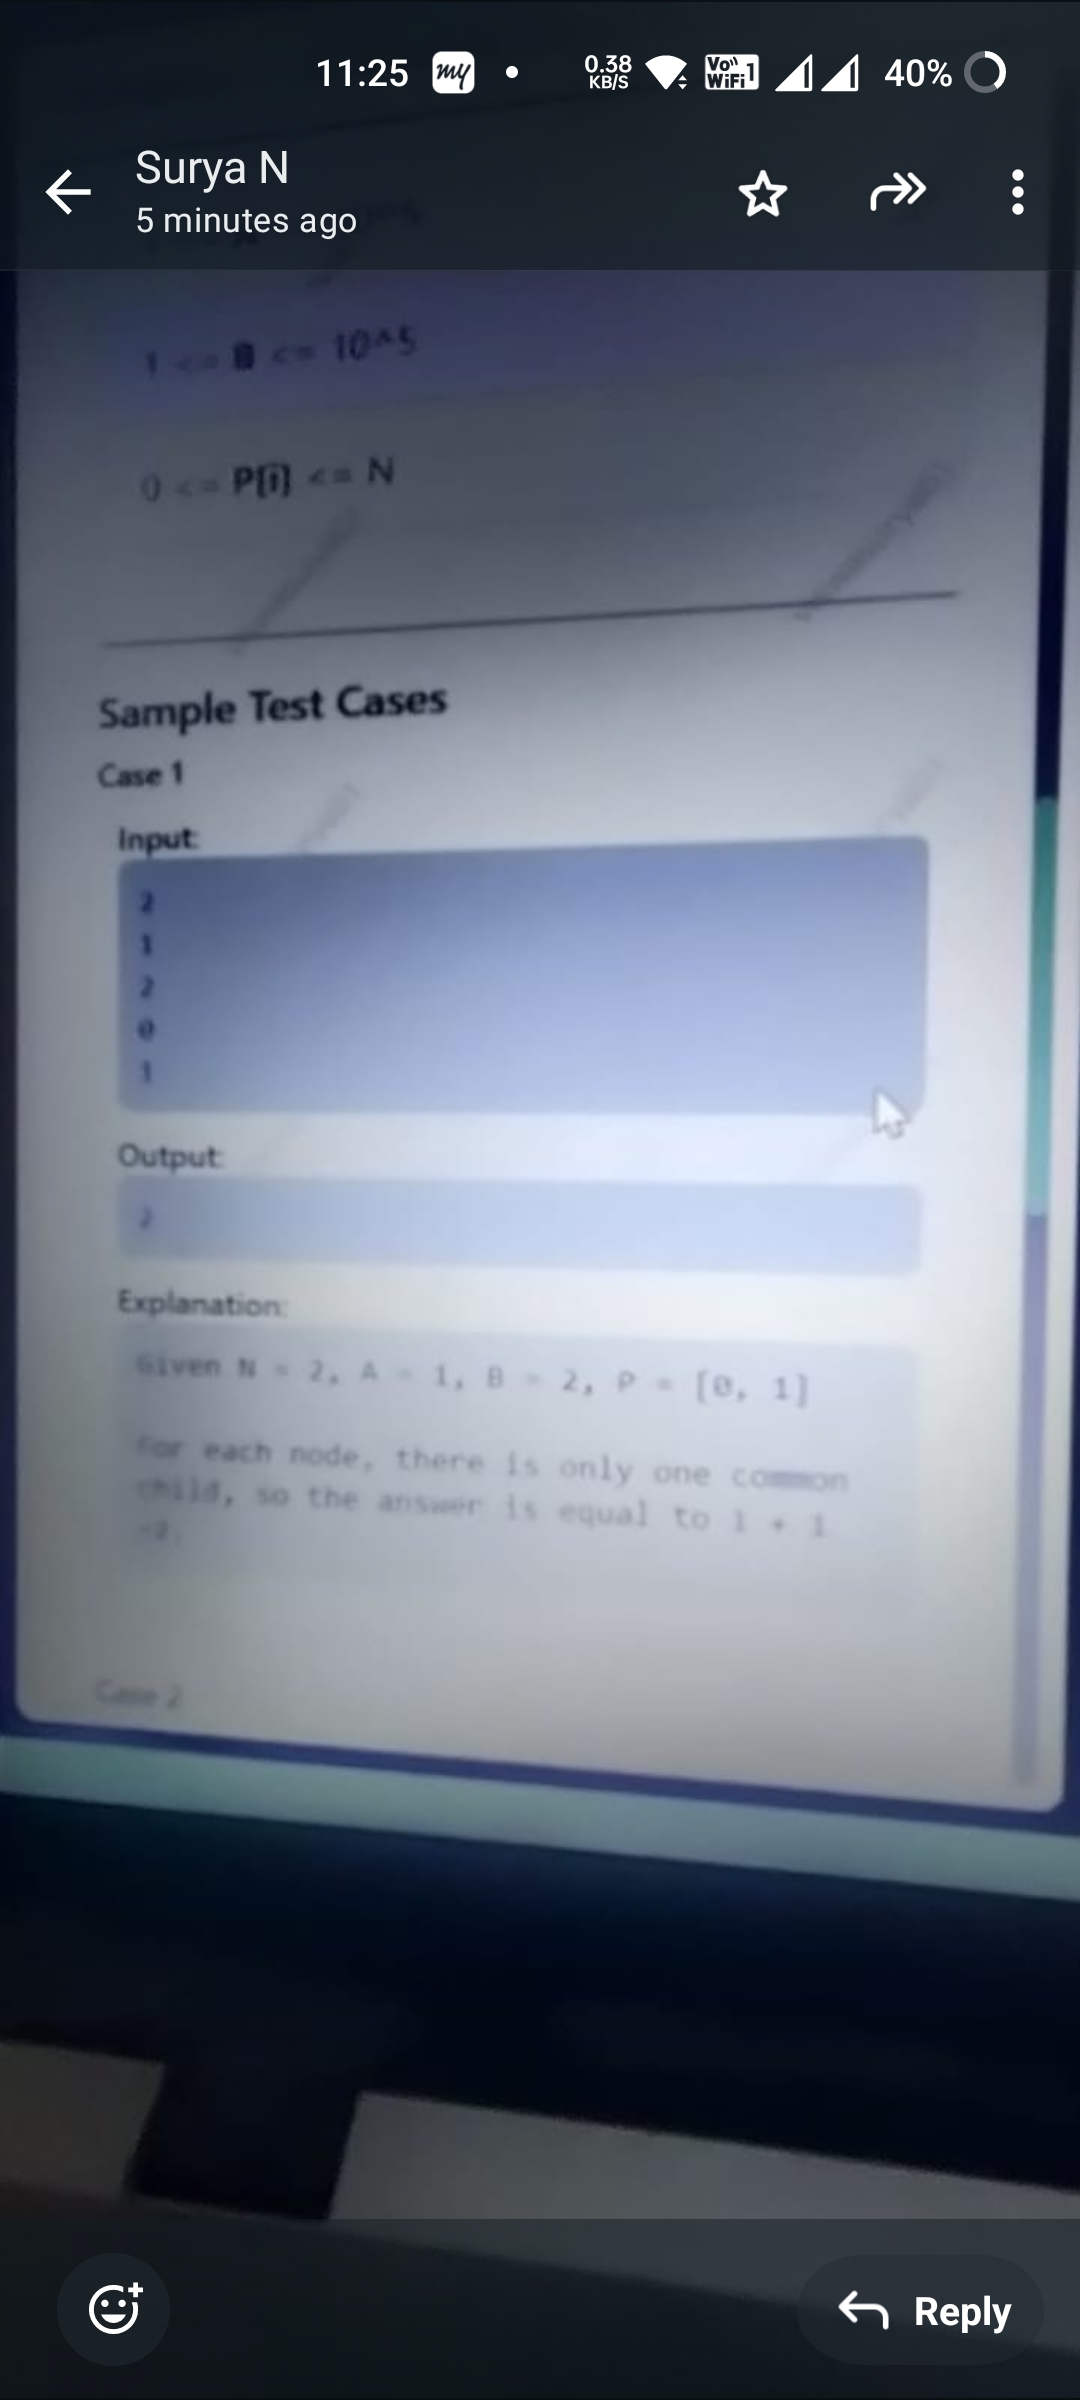 11:25 my • 0.38 KB/S Vo)) WiFi 1 40%
Surya N
5 minutes ago
1 <= B <= 10^5
0 <= P[i] <= N
Sample Test Cases
Case 1
Input:
2
1
2
0
1
Output:
2
Explanation:
Given N = 2, A = 1, B = 2, P = [0, 1]
For each node, there is only one common
child, so the answer is equal to 1 + 1
=2.
Case 2
Reply